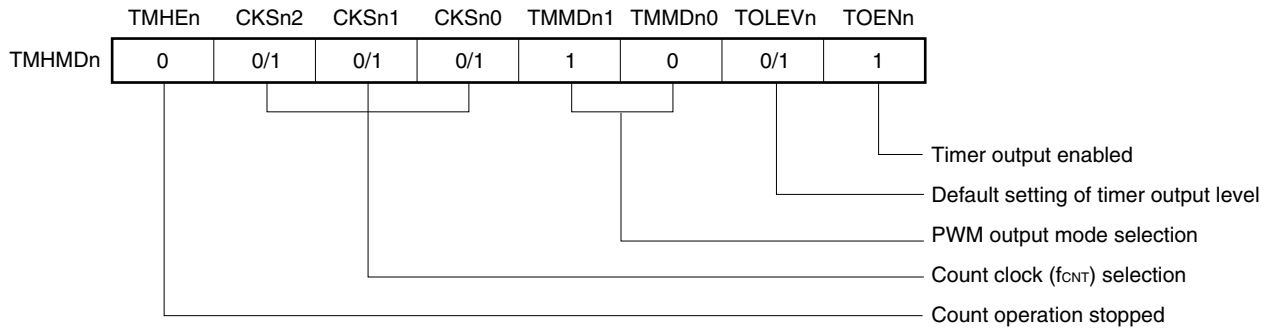 TMHEn CKSn2 CKSn1 CKSn0 TMMDn1 TMMDn0 TOLEVn TOENn
TMHMDn 0 0/1 0/1 0/1 1 0 0/1 1
Timer output enabled
Default setting of timer output level
PWM output mode selection
Count clock (fCNT) selection
Count operation stopped